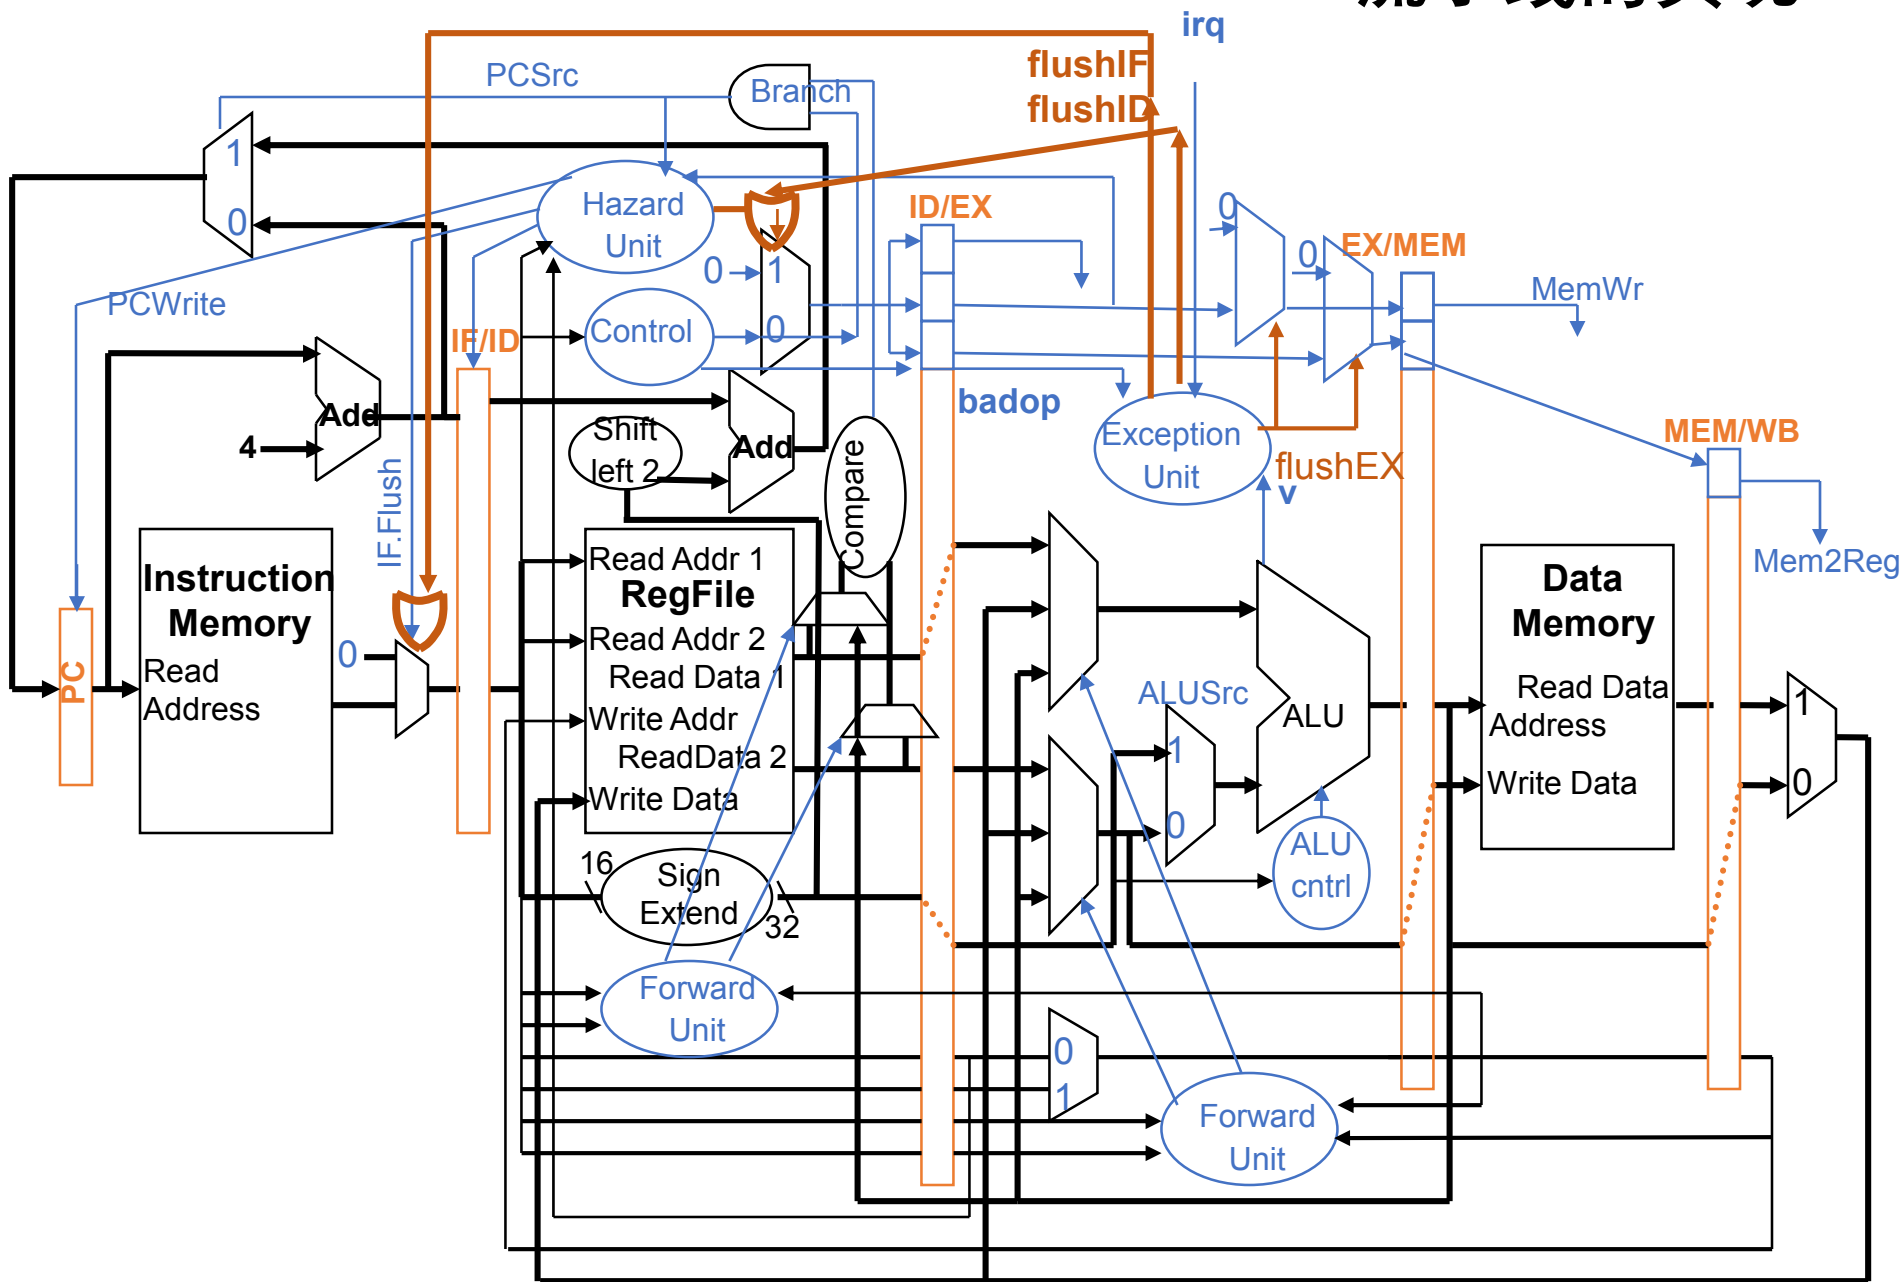 irq
flushIF
flushID
PCSrc
Branch
1
0
Hazard
Unit
ID/EX
0
1
0
0
0
EX/MEM
MemWr
PCWrite
IF/ID
Control
badop
Add
4
Shift
left 2
Add
Compare
Exception
Unit
flushEX
v
MEM/WB
Mem2Reg
IF.Flush
Instruction
Memory
Read
Address
PC
0
Read Addr 1
RegFile
Read Addr 2
Read Data 1
Write Addr
ReadData 2
Write Data
ALUSrc
1
0
ALU
ALU
cntrl
Data
Memory
Read Data
Address
Write Data
1
0
16
Sign
Extend
32
Forward
Unit
0
1
Forward
Unit